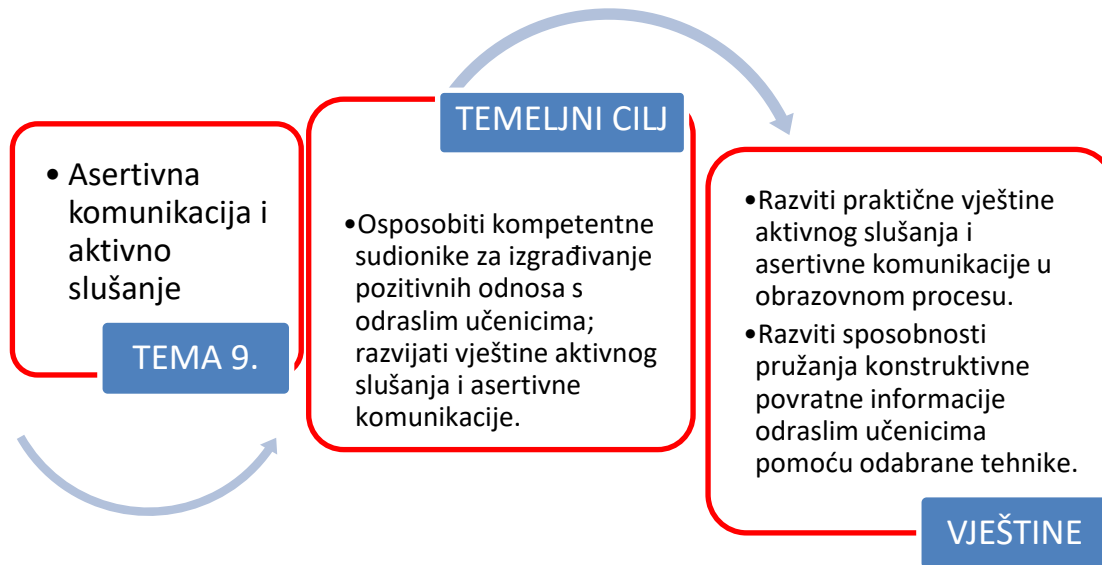 • Asertivna
komunikacija i
aktivno
slušanje
TEMA 9.
TEMELJNI CILJ
•Osposobiti kompetentne
sudionike za izgrađivanje
pozitivnih odnosa s
odraslim učenicima;
razvijati vještine aktivnog
slušanja i asertivne
komunikacije.
•Razviti praktične vještine
aktivnog slušanja i
asertivne komunikacije u
obrazovnom procesu.
•Razviti sposobnosti
pružanja konstruktivne
povratne informacije
odraslim učenicima
pomoću odabrane tehnike.
VJEŠTINE